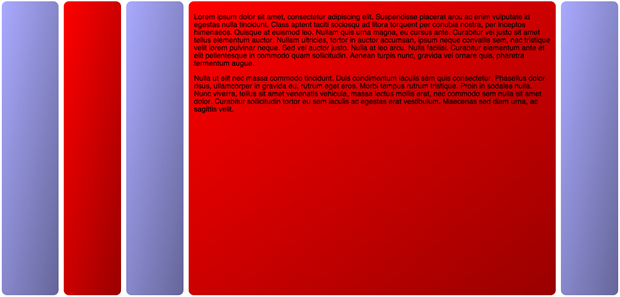 Lorem ipsum dolor sit amet, consectetur adipiscing elit. Suspendisse placerat arcu ac enim vulputate id
egestas nulla tincidunt. Class aptent taciti sociosqu ad litora torquent per conubia nostra, per inceptos
himenaeos. Quisque at euismod leo. Nullam quis urna magna, eu cursus ante. Curabitur vel justo sit amet
tellus elementum auctor. Nullam ultricies, tortor in auctor accumsan, ipsum neque convallis sem, nec tristique
velit lorem pulvinar neque. Sed vel auctor justo. Nulla at leo arcu. Nulla facilisi. Curabitur elementum ante et
elit pellentesque in commodo quam sollicitudin. Aenean turpis nunc, gravida vel ornare quis, pharetra
fermentum augue.
Nulla ut elit nec massa commodo tincidunt. Duis condimentum iaculis sem quis consectetur. Phasellus dolor
risus, ullamcorper in gravida eu, rutrum eget eros. Morbi tempus rutrum tristique. Proin in sodales nulla.
Nunc viverra, tellus sit amet venenatis vehicula, massa lectus mollis erat, nec commodo sem nulla sit amet
dolor. Curabitur sollicitudin tortor eu sem iaculis ac egestas erat vestibulum. Maecenas sed diam urna, ac
sagittis velit.